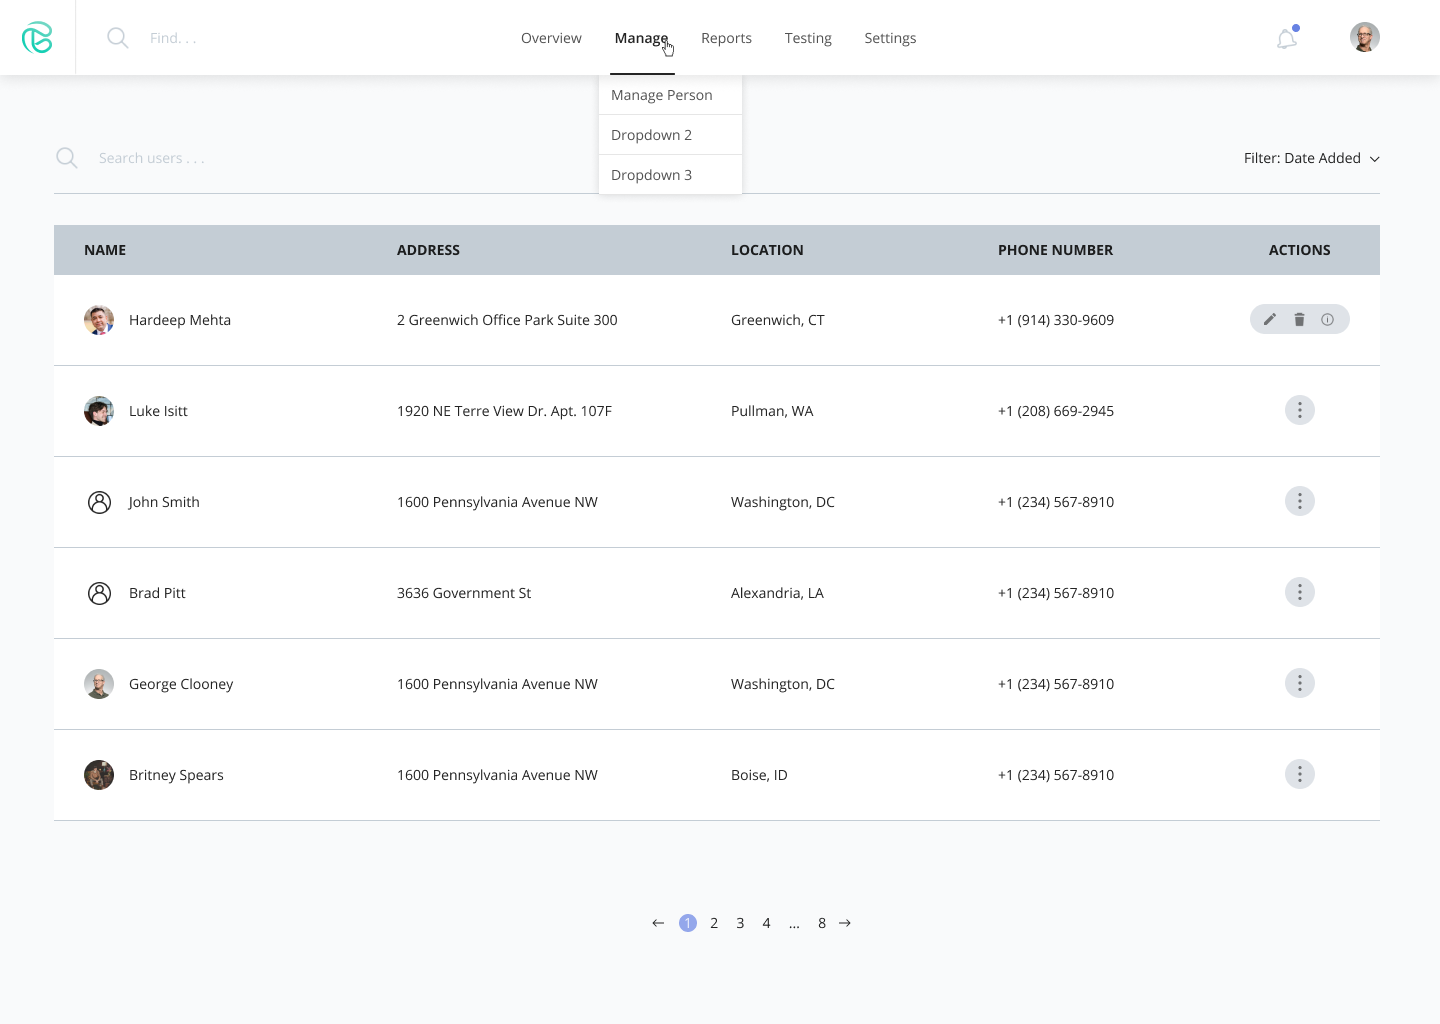 Find. . .
Overview Manage Reports Testing Settings
Manage Person
Dropdown 2
Dropdown 3
Search users . . .
Filter: Date Added
NAME ADDRESS LOCATION PHONE NUMBER ACTIONS
Hardeep Mehta 2 Greenwich Office Park Suite 300 Greenwich, CT +1 (914) 330-9609
Luke Isitt 1920 NE Terre View Dr. Apt. 107F Pullman, WA +1 (208) 669-2945
John Smith 1600 Pennsylvania Avenue NW Washington, DC +1 (234) 567-8910
Brad Pitt 3636 Government St Alexandria, LA +1 (234) 567-8910
George Clooney 1600 Pennsylvania Avenue NW Washington, DC +1 (234) 567-8910
Britney Spears 1600 Pennsylvania Avenue NW Boise, ID +1 (234) 567-8910
← 1 2 3 4 ... 8 →